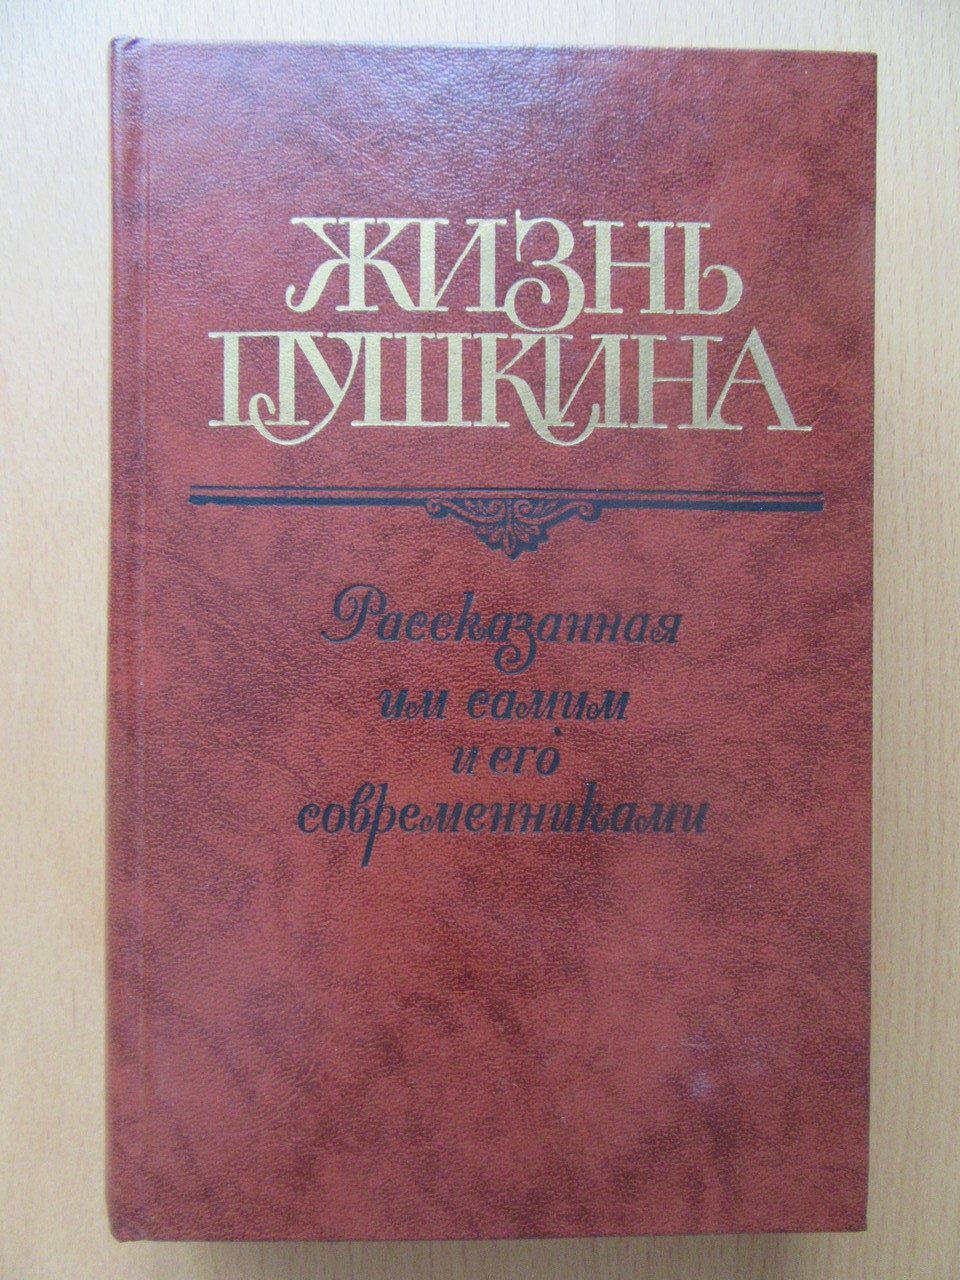 ЖИЗНЬ
ПУШКИНА
Рассказанная
им самим
и его
современниками